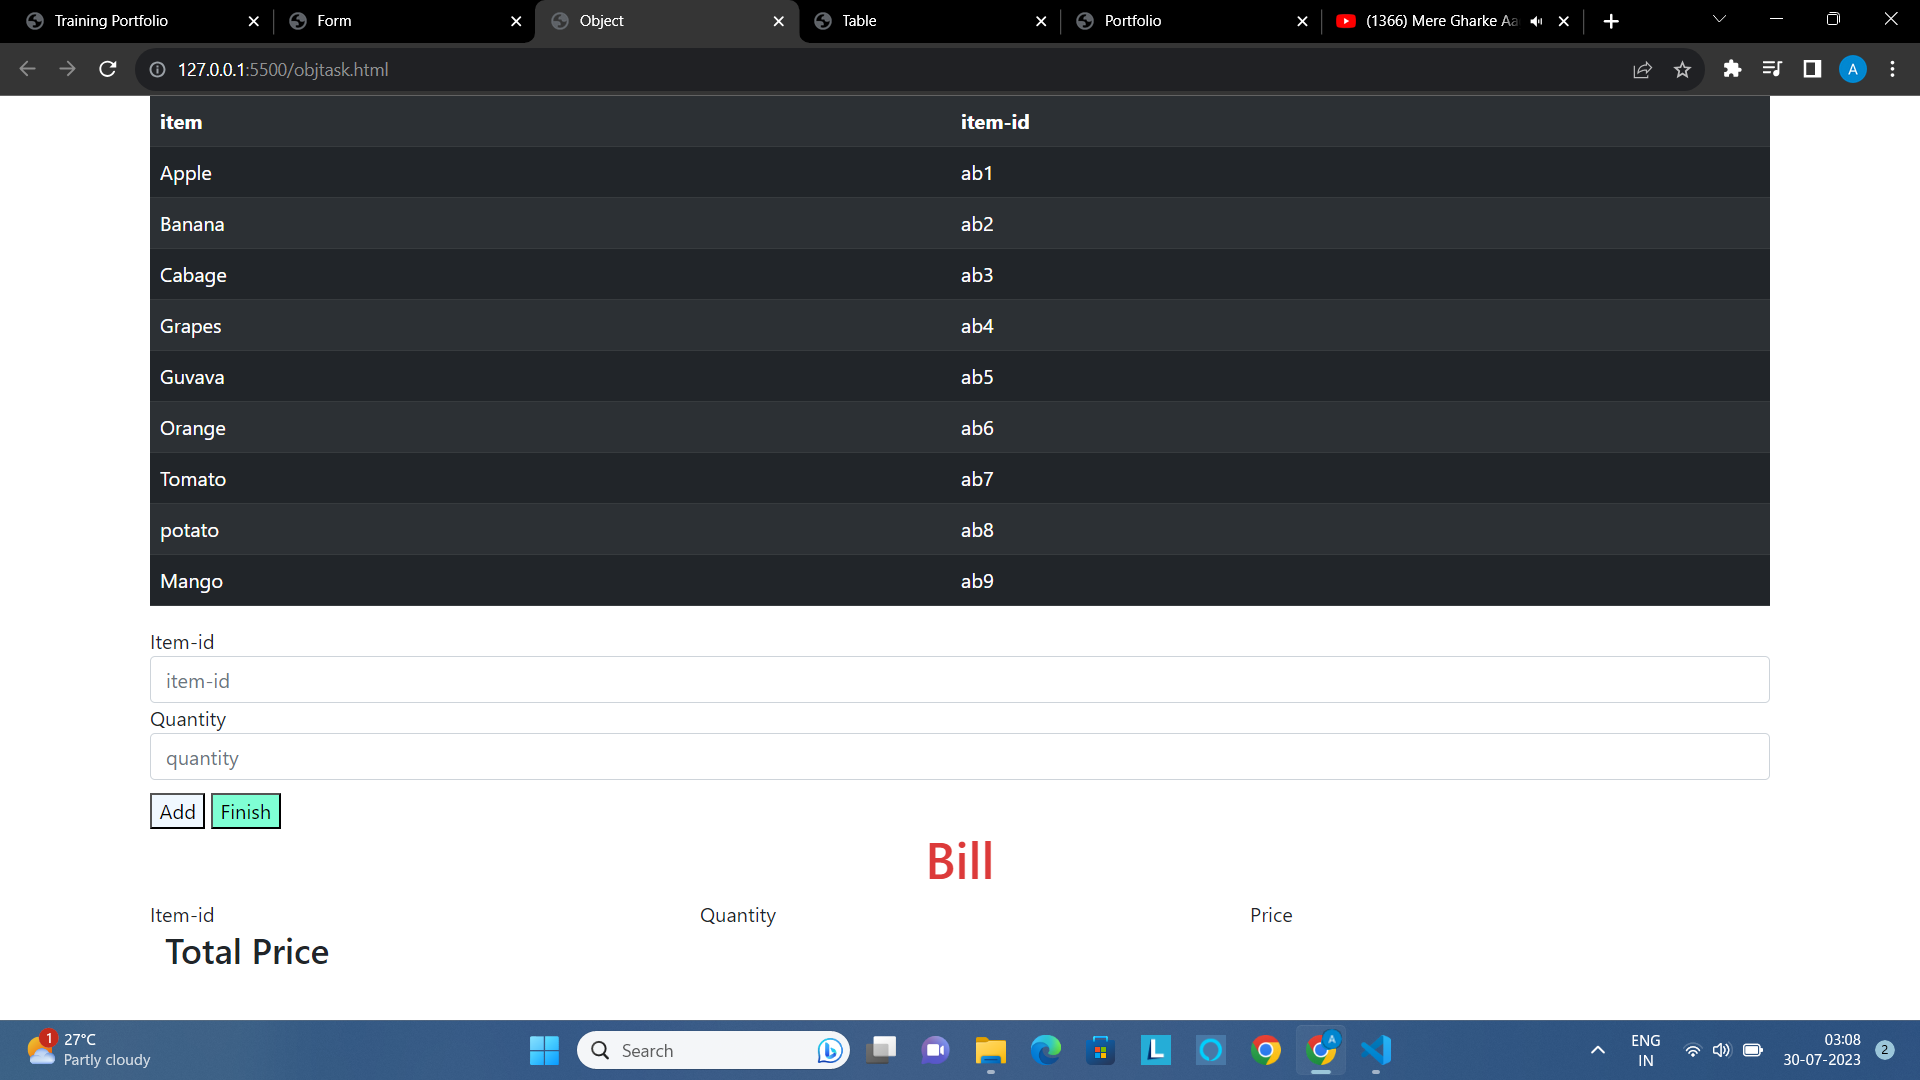 Training Portfolio Form Object Table Portfolio (1366) Mere Gharke Aa
127.0.0.1:5500/objtask.html A
item item-id
Apple ab1
Banana ab2
Cabage ab3
Grapes ab4
Guvava ab5
Orange ab6
Tomato ab7
potato ab8
Mango ab9
Item-id
item-id
Quantity
quantity
Add Finish
Bill
Item-id Quantity Price
Total Price
1 27°C Search L A ENG 03:08
Partly cloudy IN 30-07-2023 2